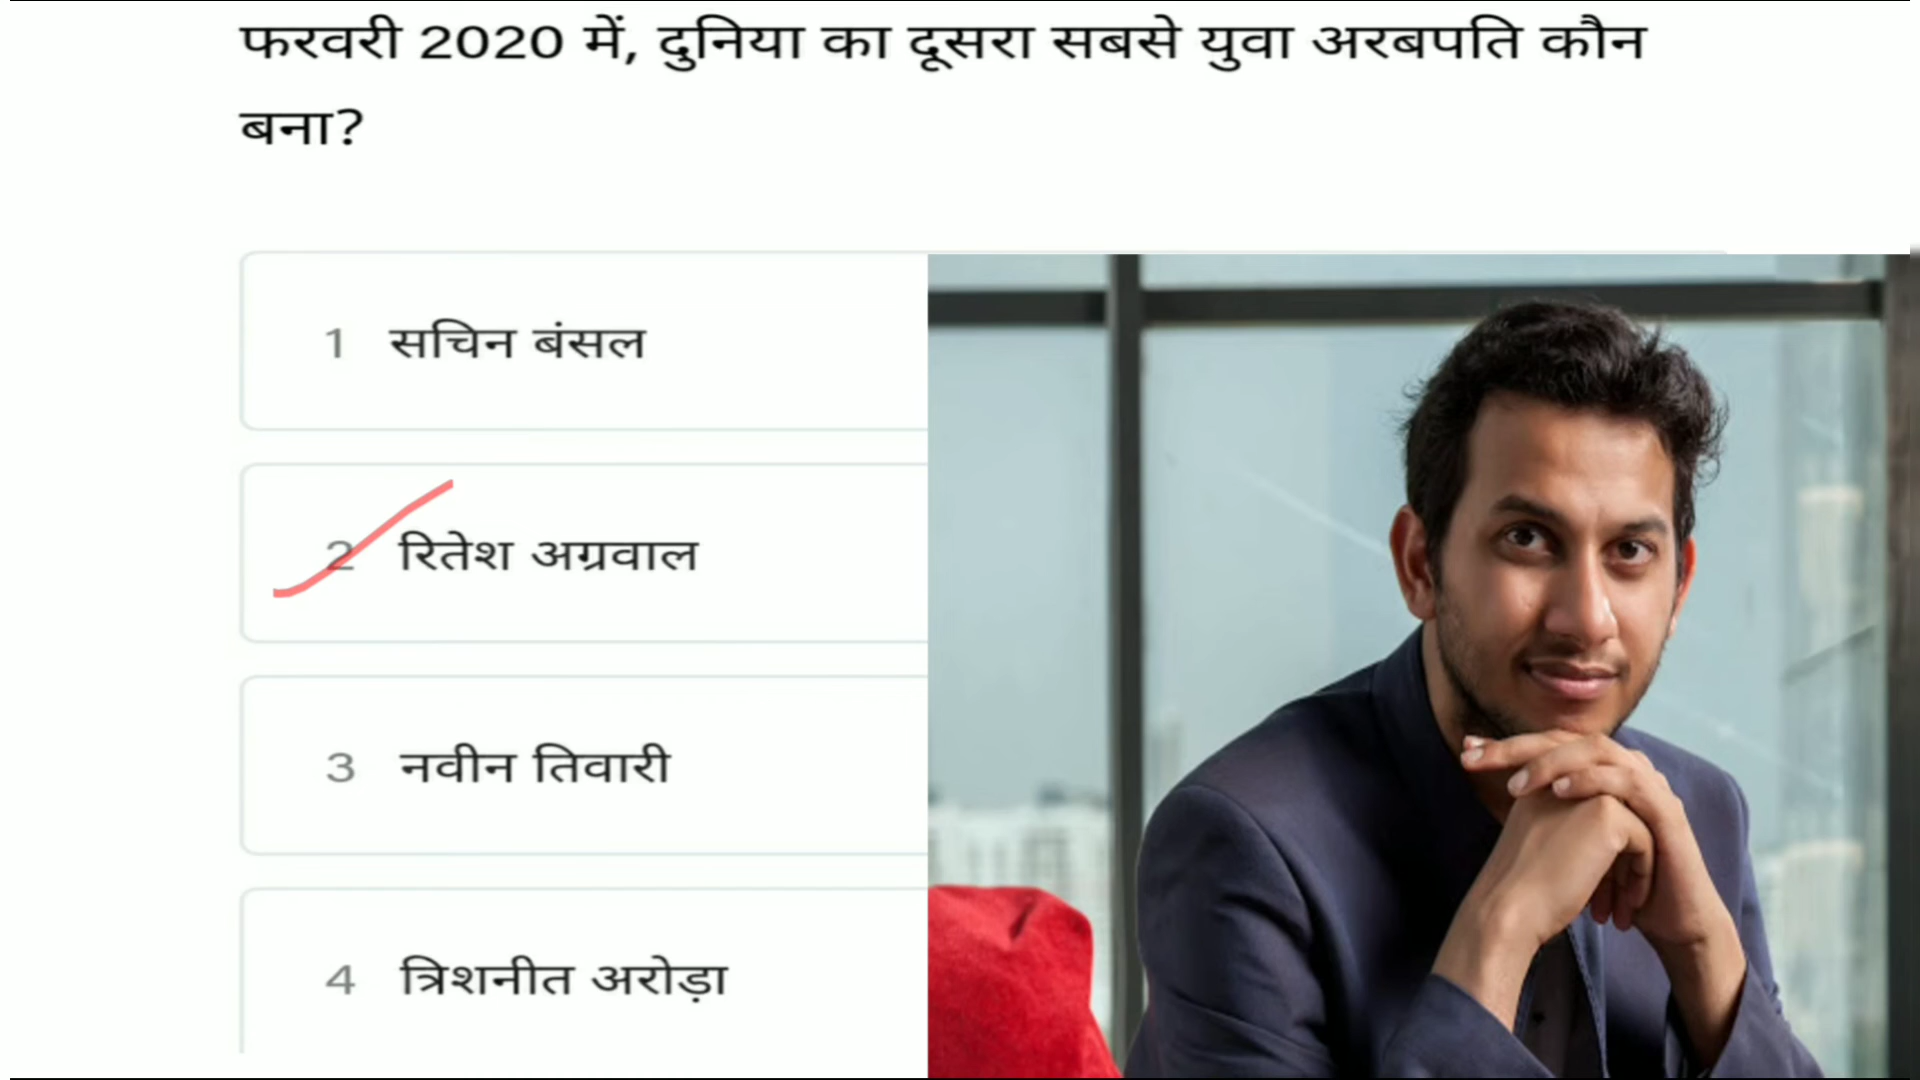 फरवरी 2020 में, दुनिया का दूसरा सबसे युवा अरबपति कौन
बना?
1 सचिन बंसल
2 रितेश अग्रवाल
3 नवीन तिवारी
4 त्रिशनीत अरोड़ा